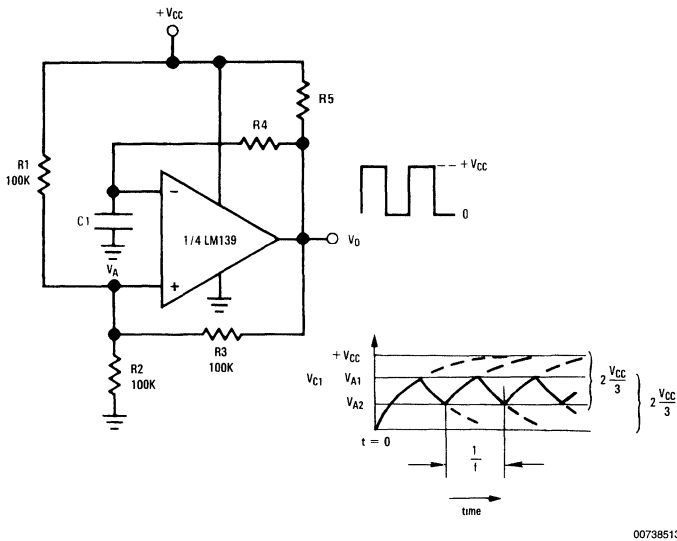 +VCC
R5
R4
R1
100K
C1
−
1/4 LM139
+
VO
+VCC
0
VA
R3
100K
R2
100K
+VCC
VC1
VA1
VA2
t = 0
1
f
2 VCC
3
2 VCC
3
time
00738513